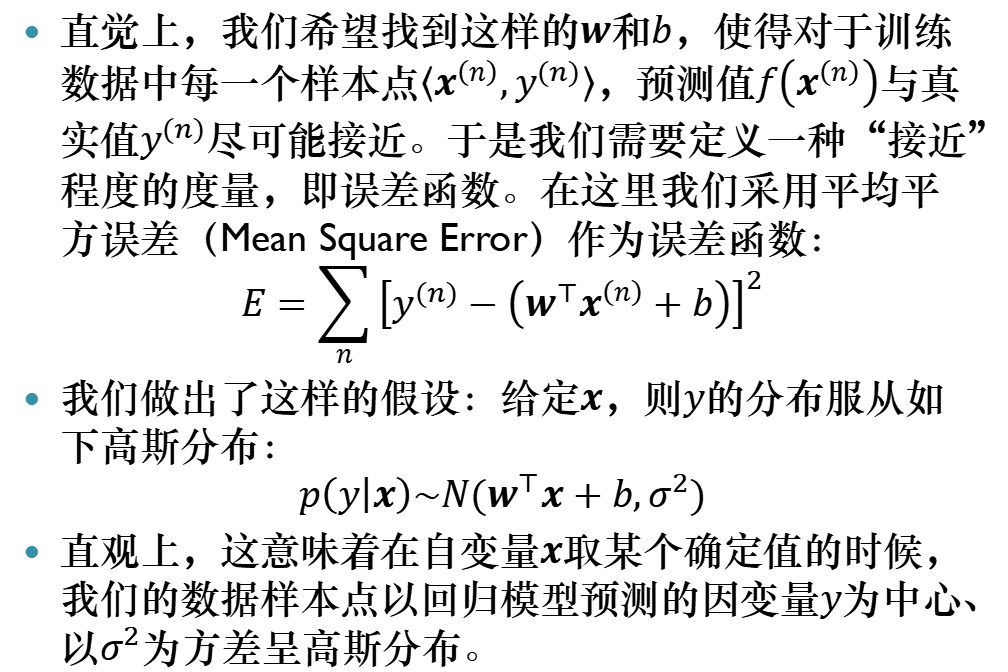 • 直觉上，我们希望找到这样的w和b，使得对于训练
数据中每一个样本点⟨x⁽ⁿ⁾, y⁽ⁿ⁾⟩，预测值f(x⁽ⁿ⁾)与真
实值y⁽ⁿ⁾尽可能接近。于是我们需要定义一种“接近”
程度的度量，即误差函数。在这里我们采用平均平
方误差（Mean Square Error）作为误差函数：
E = ∑ₙ [y⁽ⁿ⁾ − (w⊤x⁽ⁿ⁾ + b)]²
• 我们做出了这样的假设：给定x，则y的分布服从如
下高斯分布：
p(y|x)~N(w⊤x + b, σ²)
• 直观上，这意味着在自变量x取某个确定值的时候，
我们的数据样本点以回归模型预测的因变量y为中心、
以σ²为方差呈高斯分布。